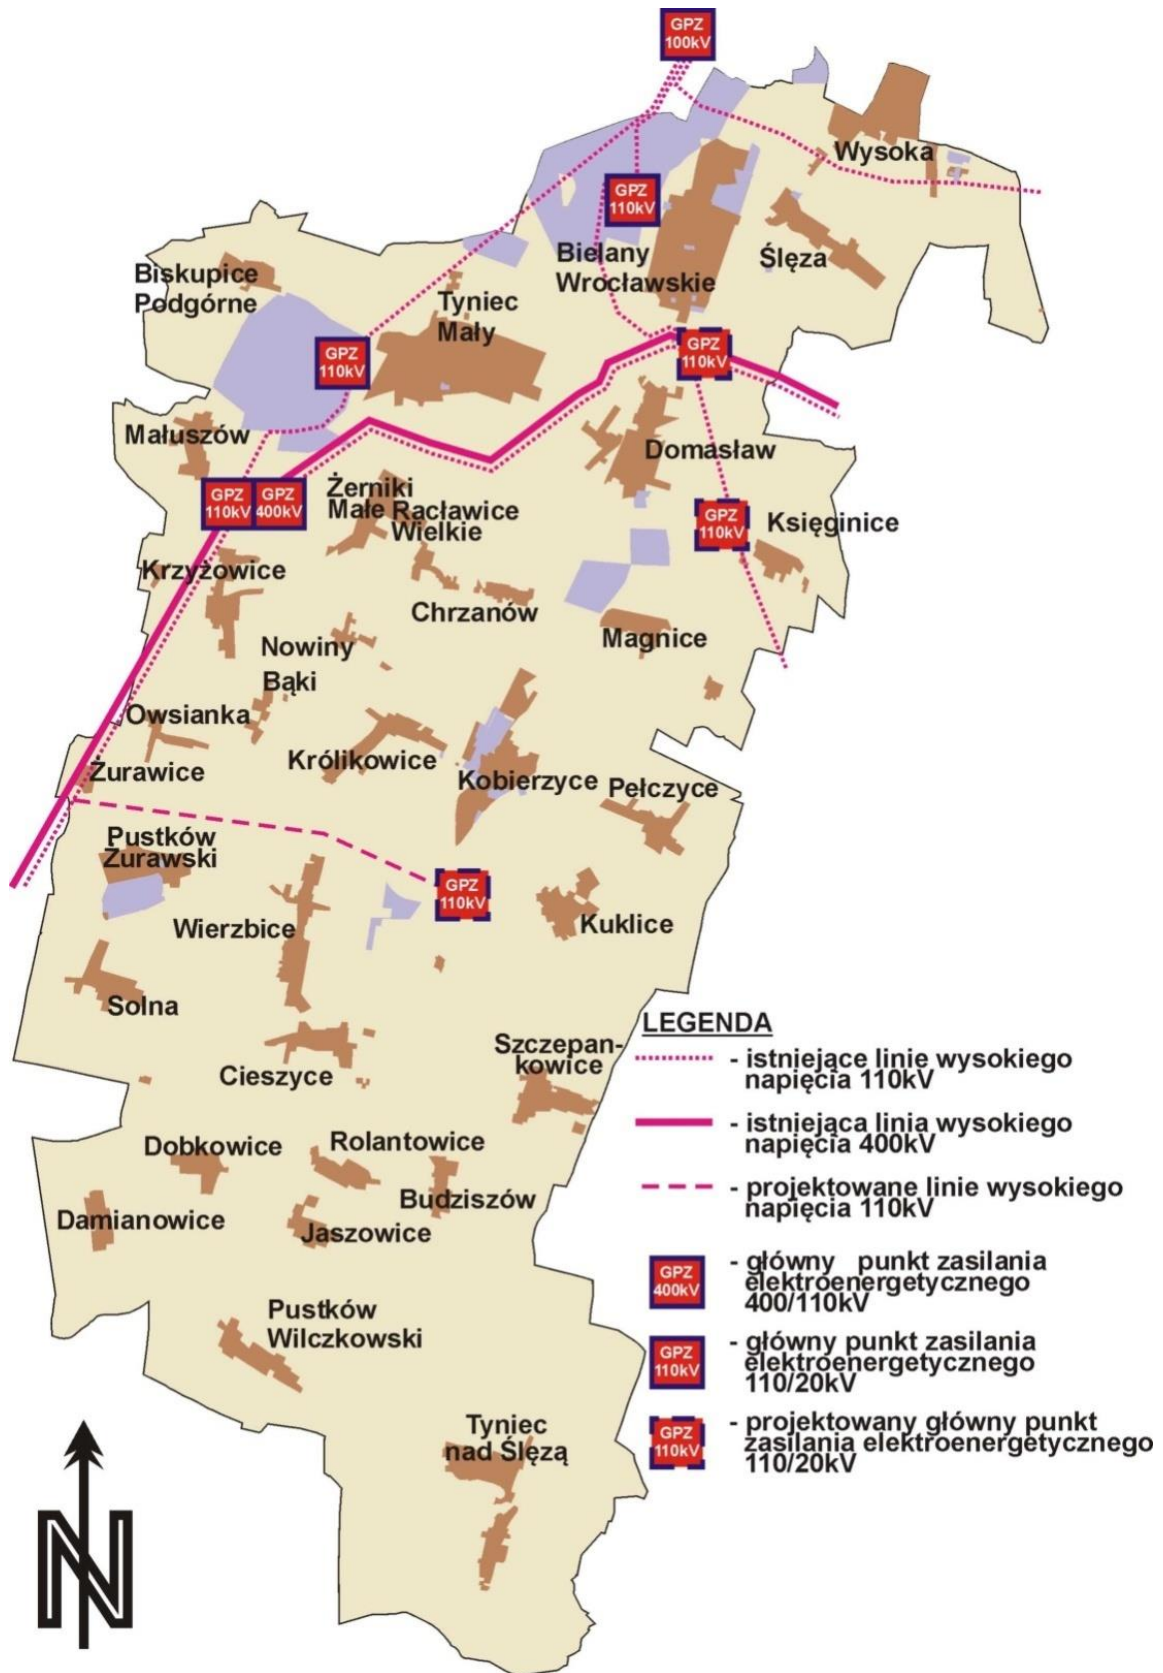 GPZ
100kV
Wysoka
GPZ
110kV
Bielany
Wrocławskie
Ślęza
Biskupice
Podgórne
Tyniec
Mały
GPZ
110kV
GPZ
110kV
Małuszów
Domasław
GPZ
110kV
GPZ
400kV
Żerniki
Małe Racławice
Wielkie
GPZ
110kV
Księginice
Krzyżowice
Chrzanów
Magnice
Nowiny
Bąki
Owsianka
Żurawice
Królikowice
Kobierzyce
Pełczyce
Pustków
Żurawski
GPZ
110kV
Wierzbice
Kuklice
Solna
Cieszyce
Szczepan-
kowice
Dobkowice
Rolantowice
Damianowice
Budziszów
Jaszowice
Pustków
Wilczkowski
Tyniec
nad Ślęzą
N
LEGENDA
- istniejące linie wysokiego
napięcia 110kV
- istniejąca linia wysokiego
napięcia 400kV
- projektowane linie wysokiego
napięcia 110kV
GPZ
400kV
- główny punkt zasilania
elektroenergetycznego
400/110kV
GPZ
110kV
- główny punkt zasilania
elektroenergetycznego
110/20kV
GPZ
110kV
- projektowany główny punkt
zasilania elektroenergetycznego
110/20kV